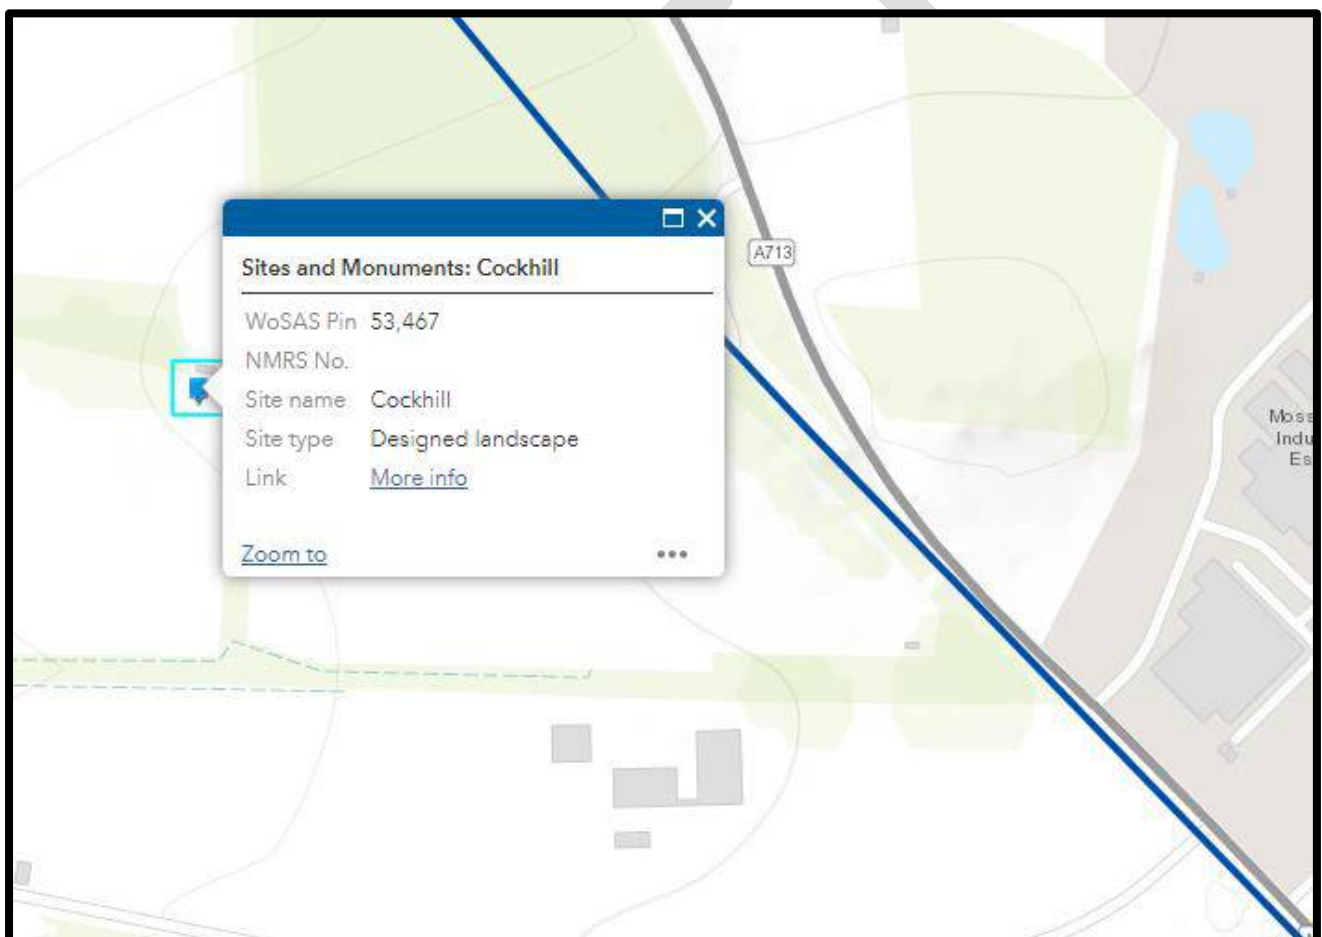 Sites and Monuments: Cockhill
WoSAS Pin 53,467
NMRS No.
Site name Cockhill
Site type Designed landscape
Link More info
Zoom to
A713
Moss
Indu
Es